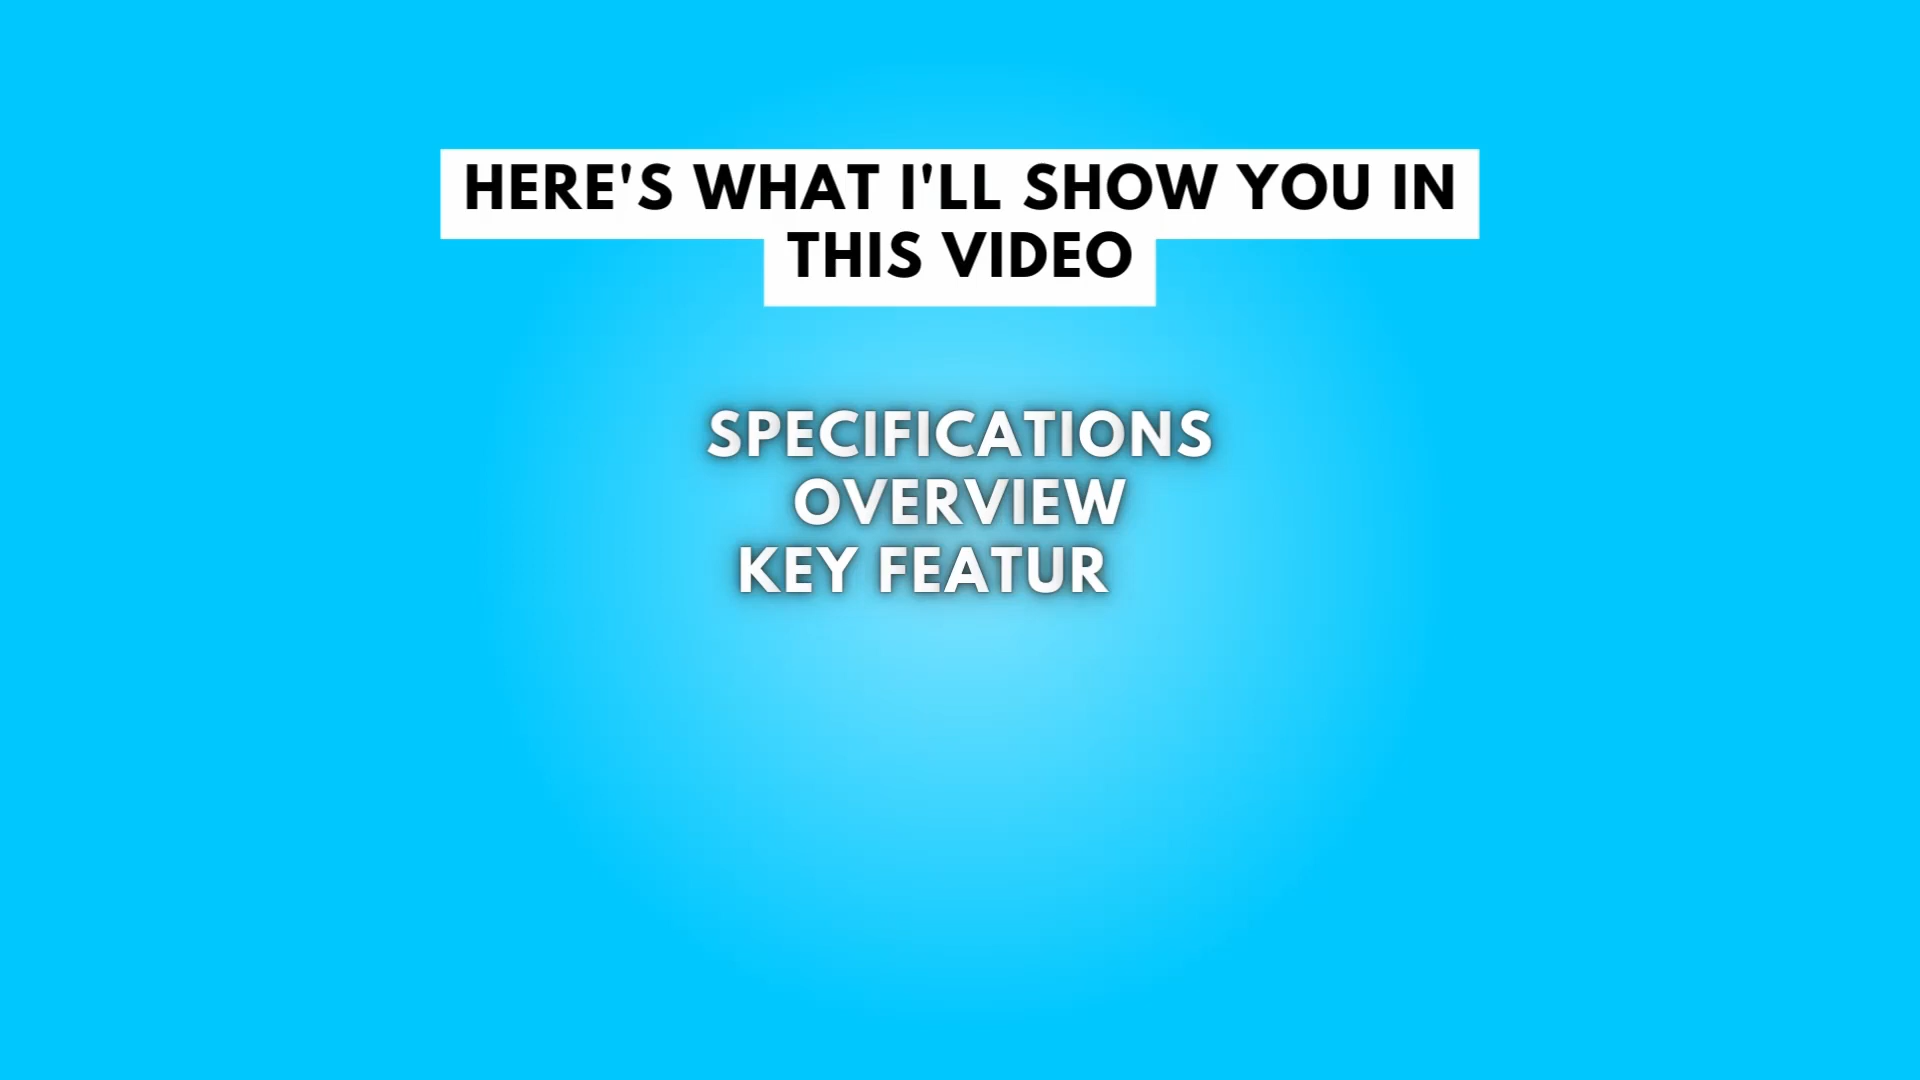 HERE'S WHAT I'LL SHOW YOU IN
THIS VIDEO
SPECIFICATIONS
OVERVIEW
KEY FEATUR